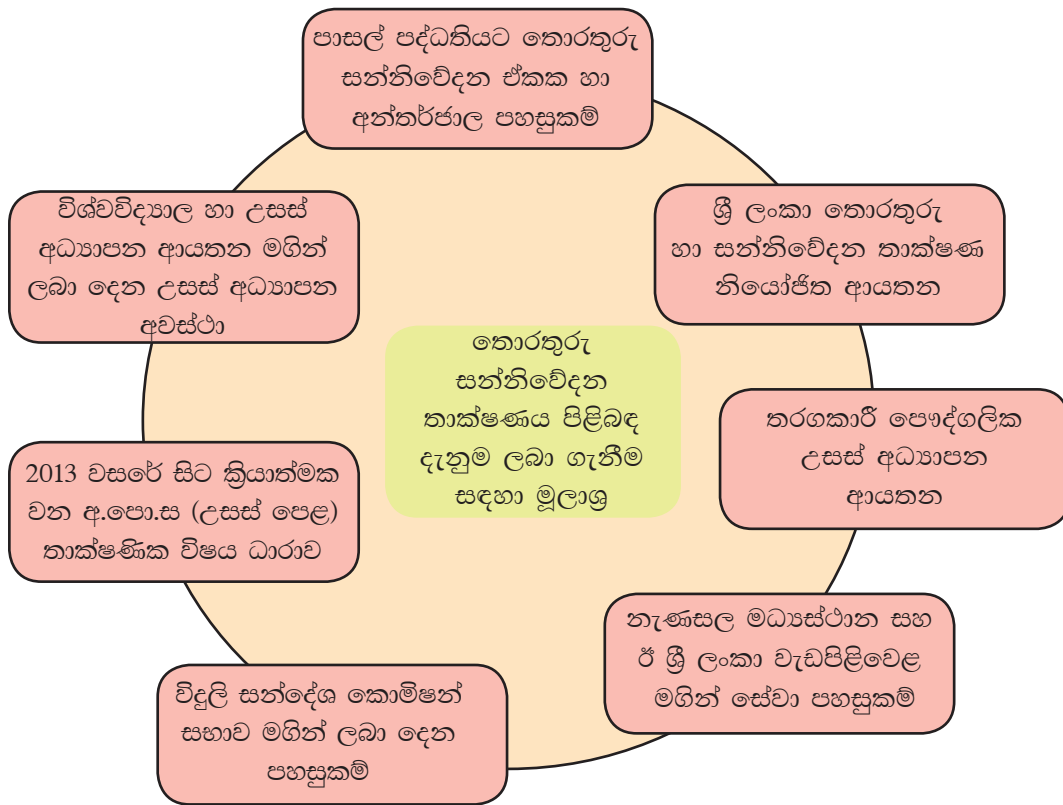 පාසල් පද්ධතියට තොරතුරු
සන්නිවේදන ඒකක හා
අන්තර්ජාල පහසුකම්
විශ්වවිද්‍යාල හා උසස්
අධ්‍යාපන ආයතන මගින්
ලබා දෙන උසස් අධ්‍යාපන
අවස්ථා
ශ්‍රී ලංකා තොරතුරු
හා සන්නිවේදන තාක්ෂණ
නියෝජිත ආයතන
තොරතුරු
සන්නිවේදන
තාක්ෂණය පිළිබඳ
දැනුම ලබා ගැනීම
සඳහා මූලාශ්‍ර
තරගකාරී පෞද්ගලික
උසස් අධ්‍යාපන
ආයතන
2013 වසරේ සිට ක්‍රියාත්මක
වන අ.පො.ස (උසස් පෙළ)
තාක්ෂණික විෂය ධාරාව
නැණසල මධ්‍යස්ථාන සහ
ඊ ශ්‍රී ලංකා වැඩපිළිවෙළ
මගින් සේවා පහසුකම්
විදුලි සන්දේශ කොමිෂන්
සභාව මගින් ලබා දෙන
පහසුකම්